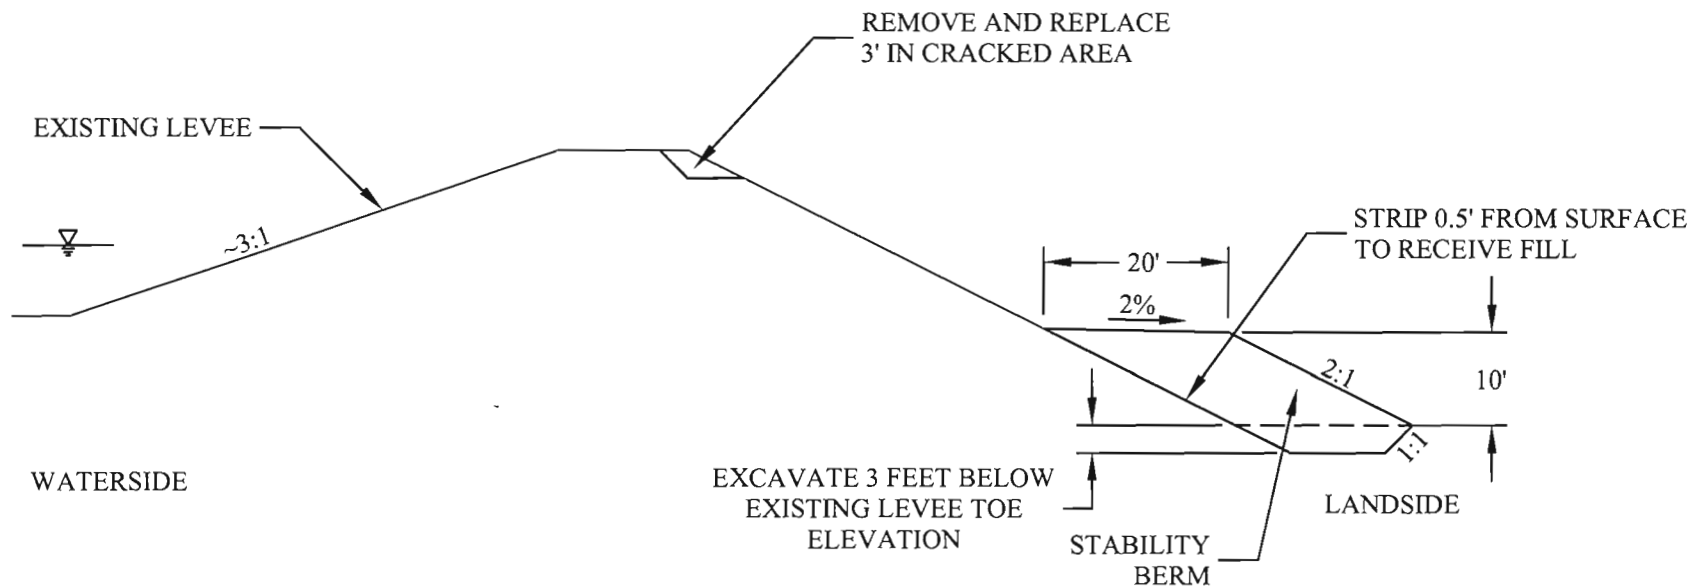 REMOVE AND REPLACE
3' IN CRACKED AREA
EXISTING LEVEE
~3:1
STRIP 0.5' FROM SURFACE
TO RECEIVE FILL
20'
2%
2:1
10'
1:1
WATERSIDE
EXCAVATE 3 FEET BELOW
EXISTING LEVEE TOE
ELEVATION
LANDSIDE
STABILITY
BERM